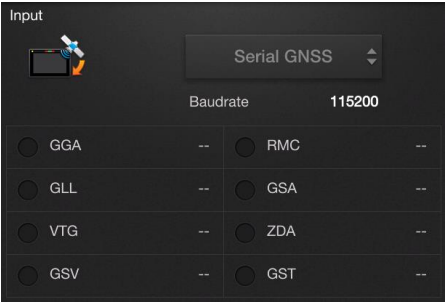 Input
Serial GNSS
Baudrate 115200
GGA -- RMC --
GLL -- GSA --
VTG -- ZDA --
GSV -- GST --